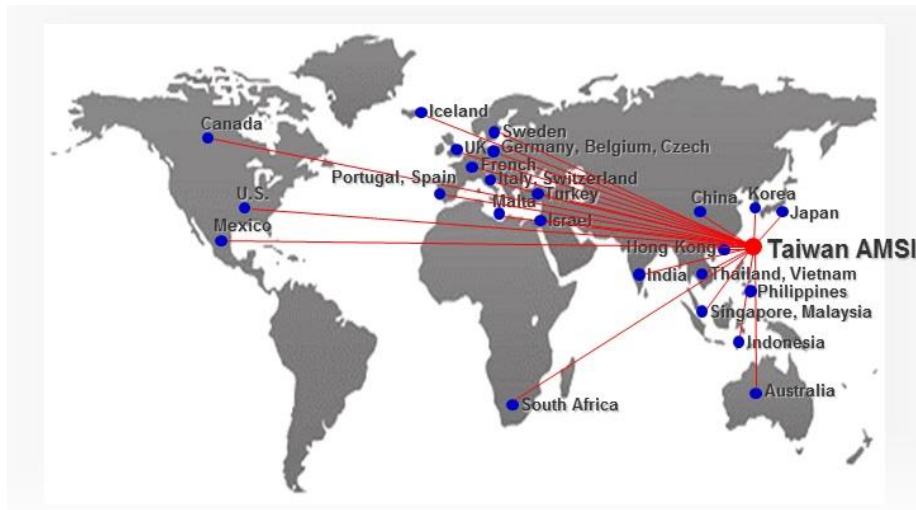 Iceland
Canada
Sweden
UK
Germany, Belgium, Czech
French
Portugal, Spain
Italy, Switzerland
U.S.
Turkey
China
Korea
Malta
Japan
Mexico
Israel
Hong Kong
Taiwan AMSI
India
Thailand, Vietnam
Philippines
Singapore, Malaysia
Indonesia
Australia
South Africa